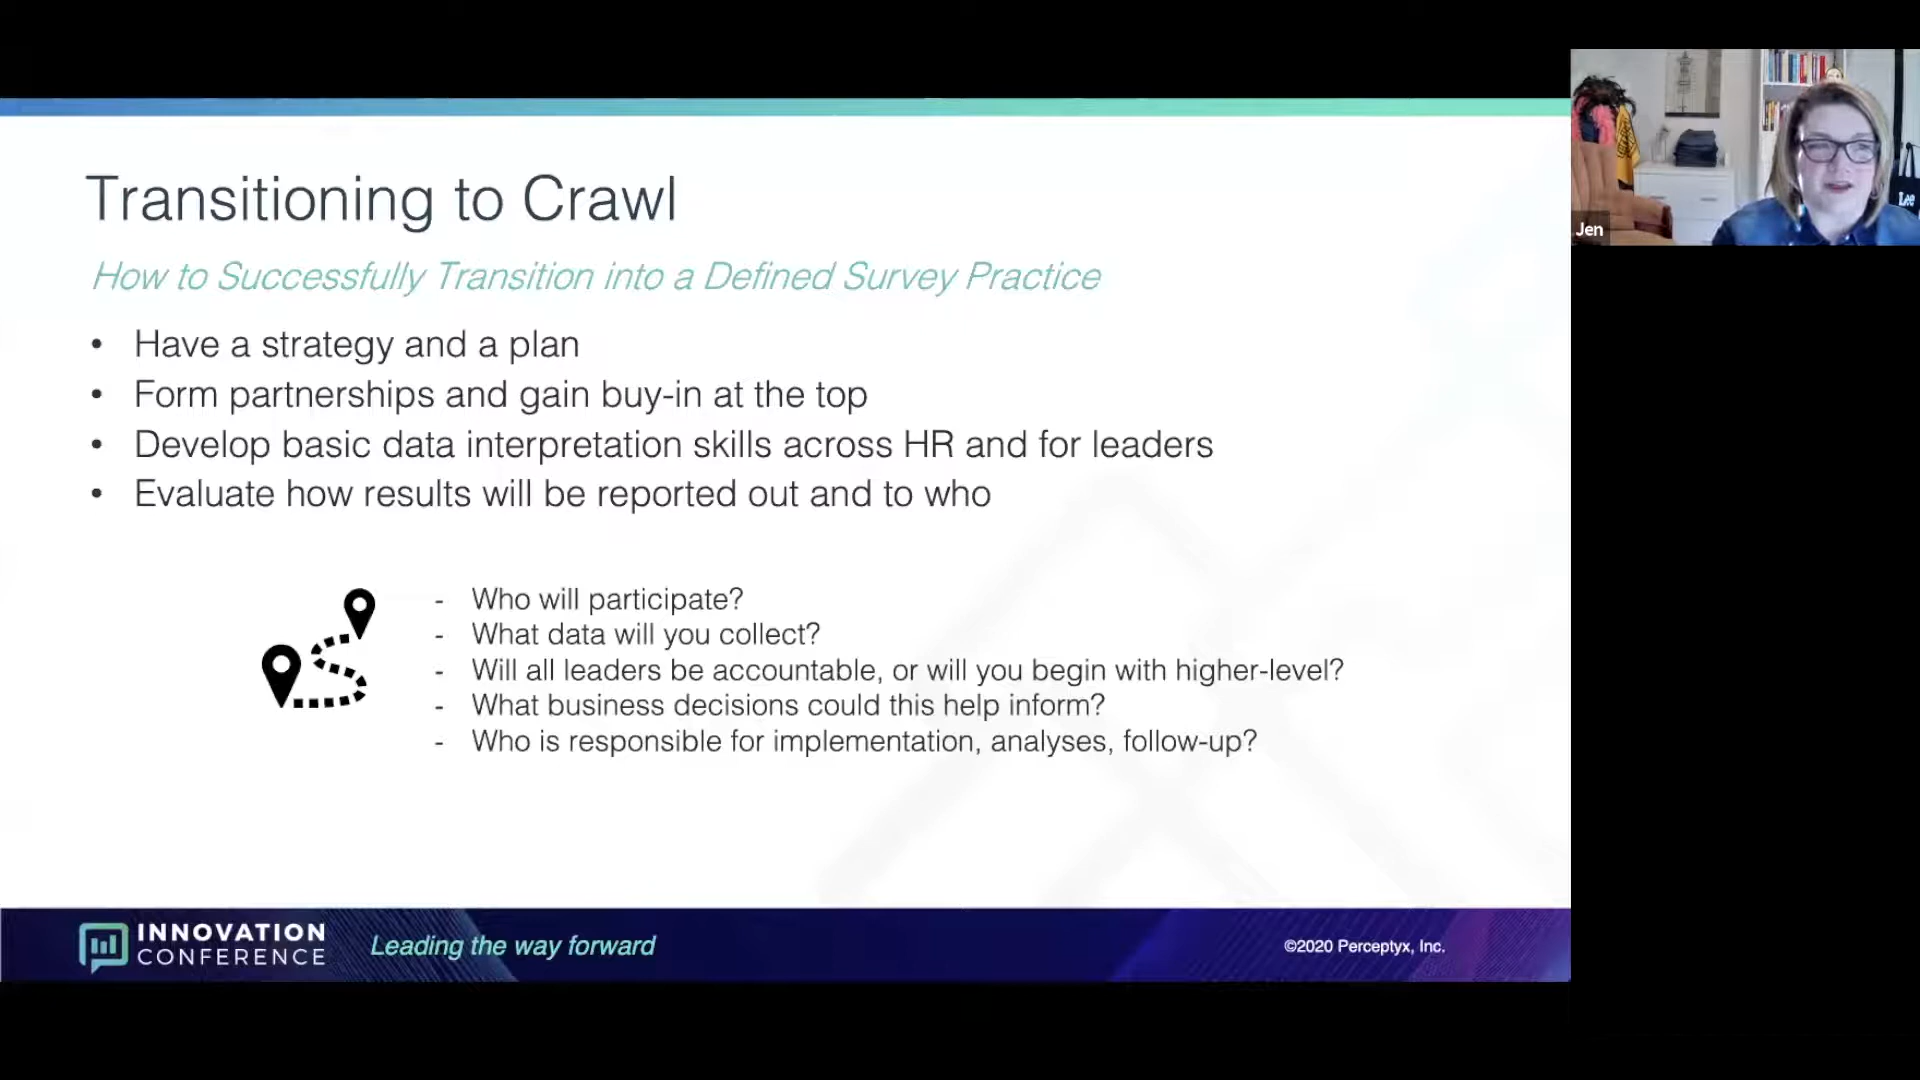 Transitioning to Crawl
How to Successfully Transition into a Defined Survey Practice
• Have a strategy and a plan
• Form partnerships and gain buy-in at the top
• Develop basic data interpretation skills across HR and for leaders
• Evaluate how results will be reported out and to who
- Who will participate?
- What data will you collect?
- Will all leaders be accountable, or will you begin with higher-level?
- What business decisions could this help inform?
- Who is responsible for implementation, analyses, follow-up?
INNOVATION
CONFERENCE
Leading the way forward
©2020 Perceptyx, Inc.
Jen
Lee